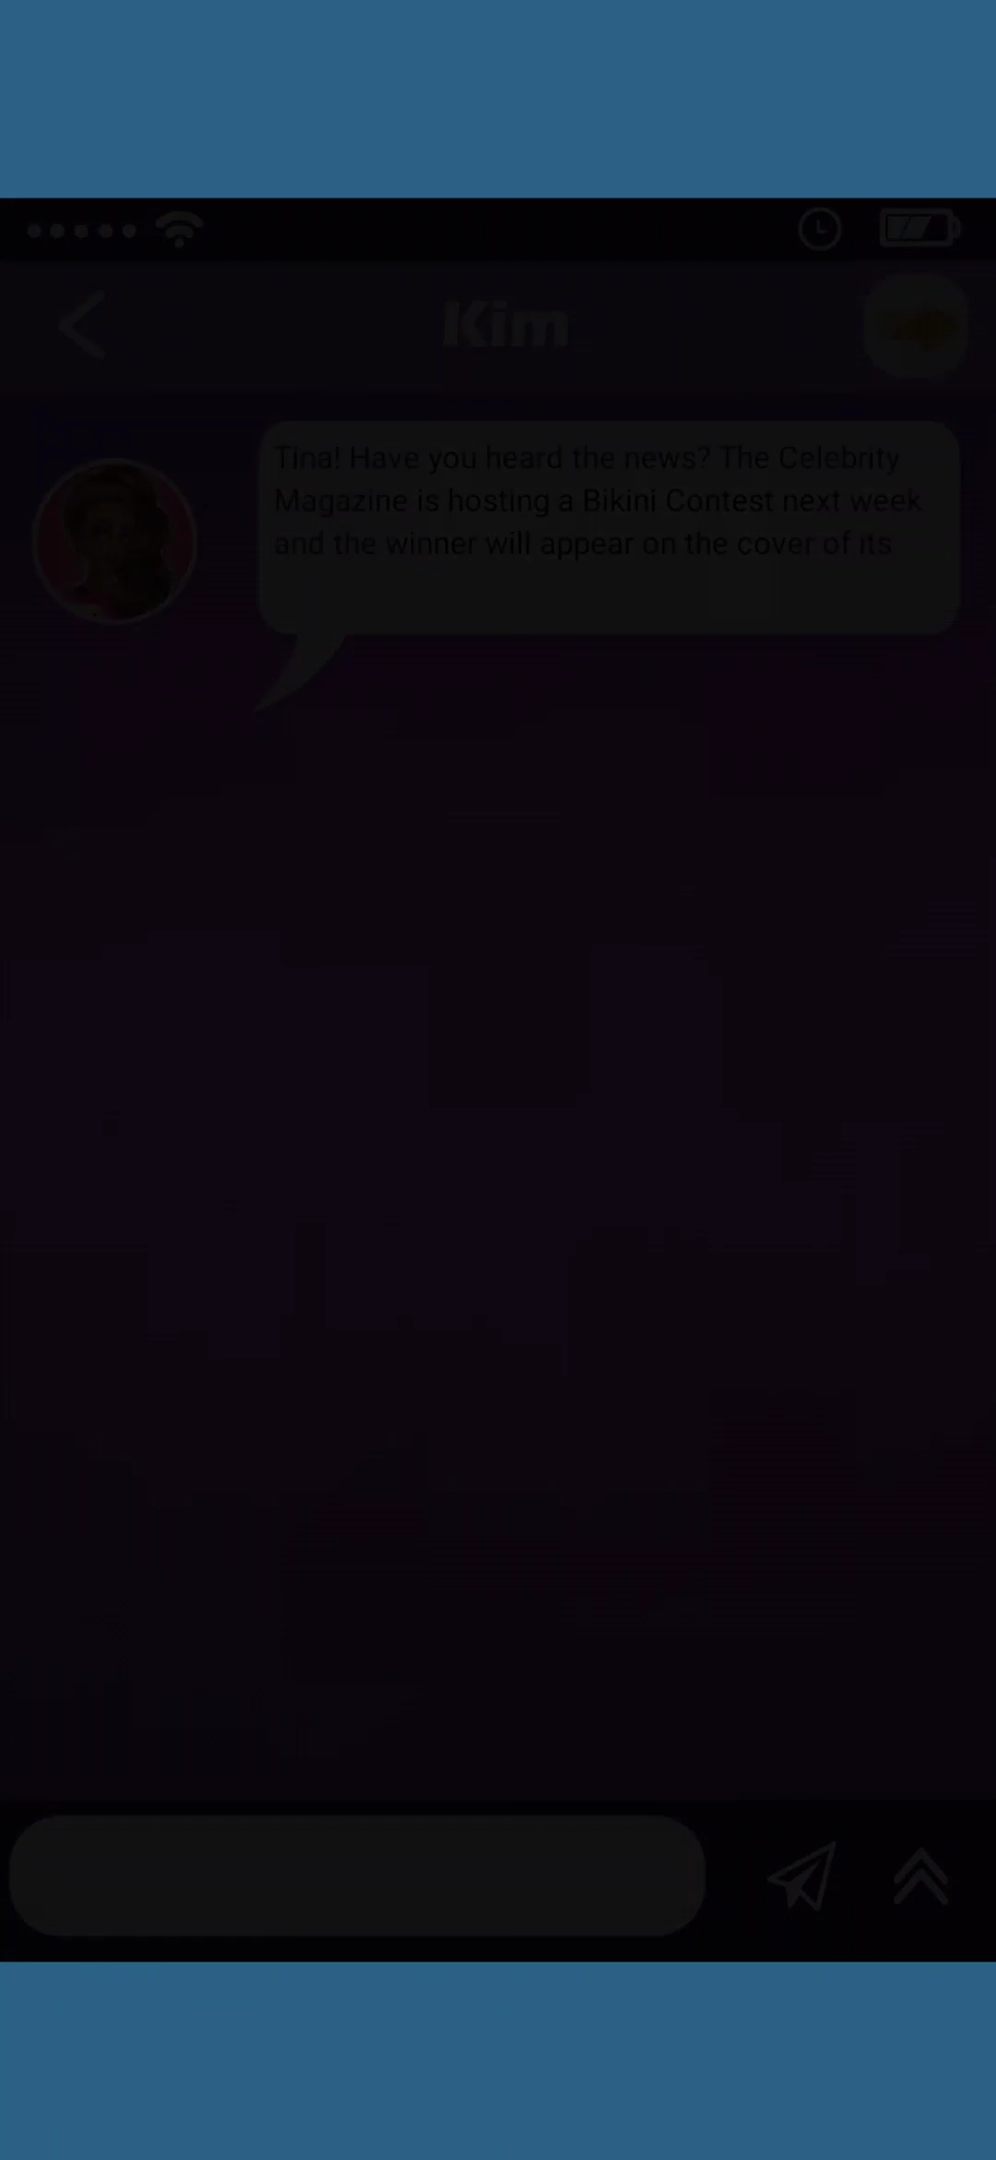 Kim
Tina! Have you heard the news? The Celebrity
Magazine is hosting a Bikini Contest next week
and the winner will appear on the cover of its